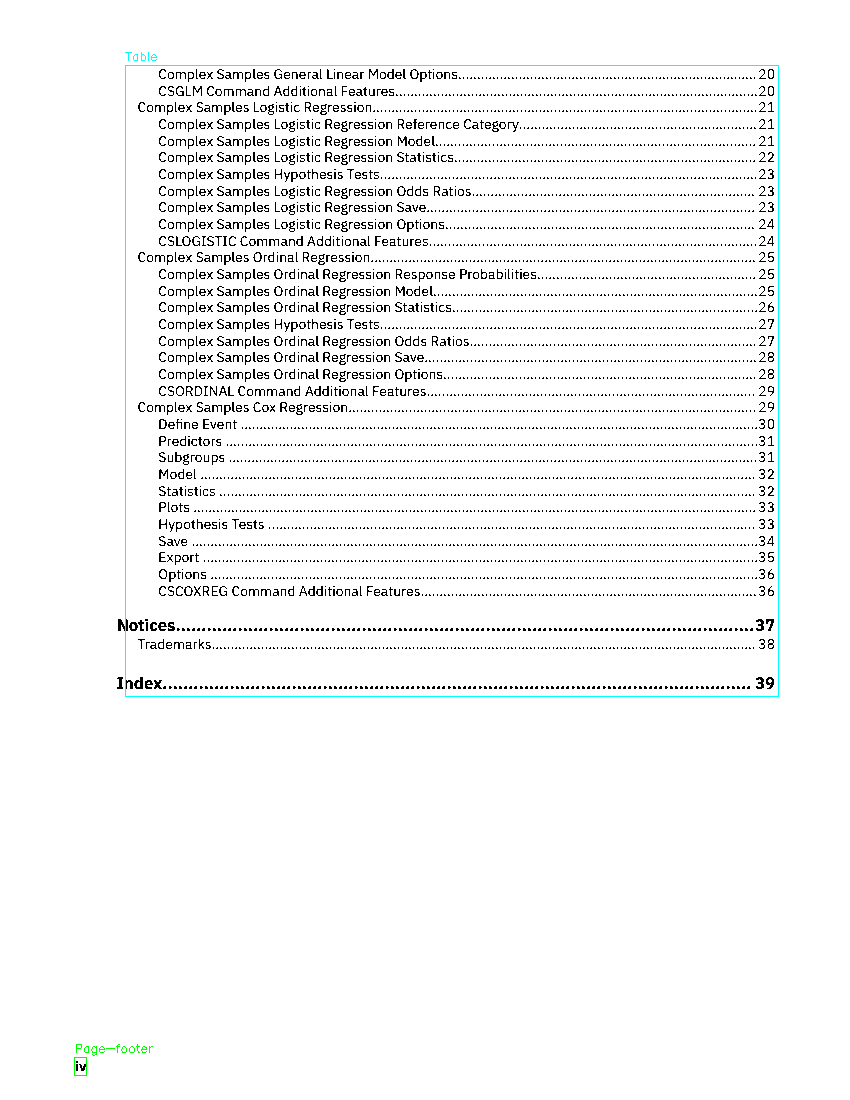 Table
Complex Samples General Linear Model Options........................................................................................ 20
CSGLM Command Additional Features........................................................................................................20
Complex Samples Logistic Regression.............................................................................................................21
Complex Samples Logistic Regression Reference Category......................................................................21
Complex Samples Logistic Regression Model.............................................................................................21
Complex Samples Logistic Regression Statistics....................................................................................... 22
Complex Samples Hypothesis Tests............................................................................................................23
Complex Samples Logistic Regression Odds Ratios.................................................................................. 23
Complex Samples Logistic Regression Save.............................................................................................. 23
Complex Samples Logistic Regression Options......................................................................................... 24
CSLOGISTIC Command Additional Features.............................................................................................. 24
Complex Samples Ordinal Regression............................................................................................................. 25
Complex Samples Ordinal Regression Response Probabilities................................................................. 25
Complex Samples Ordinal Regression Model.............................................................................................25
Complex Samples Ordinal Regression Statistics........................................................................................ 26
Complex Samples Hypothesis Tests............................................................................................................27
Complex Samples Ordinal Regression Odds Ratios...................................................................................27
Complex Samples Ordinal Regression Save............................................................................................... 28
Complex Samples Ordinal Regression Options.......................................................................................... 28
CSORDINAL Command Additional Features.............................................................................................. 29
Complex Samples Cox Regression................................................................................................................... 29
Define Event ................................................................................................................................................30
Predictors ....................................................................................................................................................31
Subgroups ...................................................................................................................................................31
Model .......................................................................................................................................................... 32
Statistics ..................................................................................................................................................... 32
Plots ............................................................................................................................................................ 33
Hypothesis Tests ........................................................................................................................................ 33
Save ............................................................................................................................................................ 34
Export ..........................................................................................................................................................35
Options ........................................................................................................................................................36
CSCOXREG Command Additional Features................................................................................................ 36
Notices..............................................................................................................37
Trademarks....................................................................................................................................................... 38
Index................................................................................................................ 39
Page-footer
iv